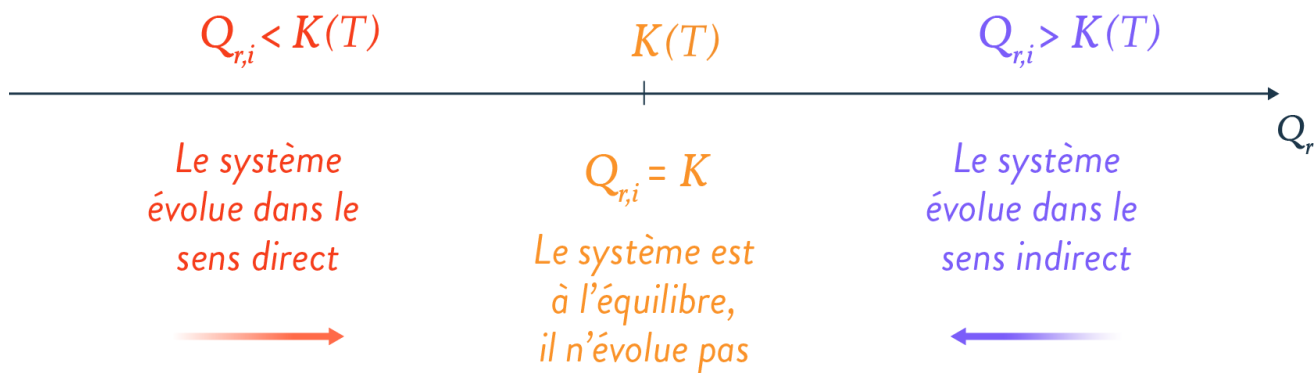 Q_{r,i} < K(T)
K(T)
Q_{r,i} > K(T)
Q_r
Le système
évolue dans le
sens direct
Q_{r,i} = K
Le système est
à l'équilibre,
il n'évolue pas
Le système
évolue dans le
sens indirect